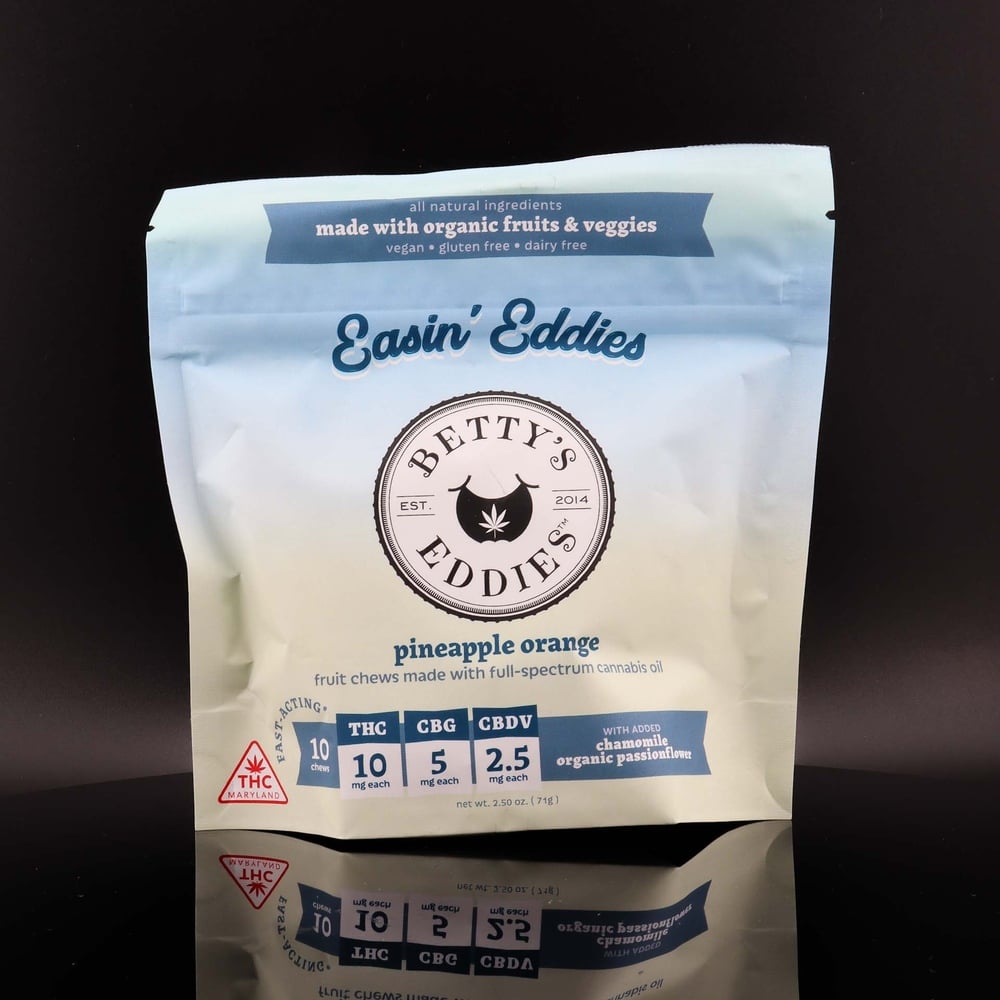 all natural ingredients
made with organic fruits & veggies
vegan • gluten free • dairy free
Easin' Eddies
BETTY'S
EST. 2014
EDDIES™
pineapple orange
fruit chews made with full-spectrum cannabis oil
FAST-ACTING*
10
chews
THC
10
mg each
CBG
5
mg each
CBDV
2.5
mg each
WITH ADDED
chamomile
organic passionflower
THC
MARYLAND
net wt. 2.50 oz. (71g)